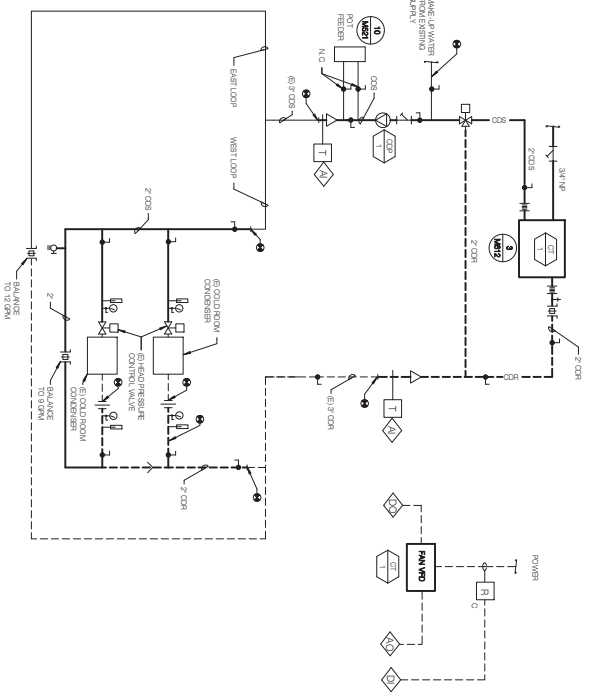 MAKE-UP WATER
FROM EXISTING
SUPPLY
10
M621
POT
FEEDER
N.C
CDS
CDP
1
CDS
3/4" NP
2" CDS
CT
1
3
M612
2" CDR
2" CDR
CDR
EAST LOOP
WEST LOOP
(E) 3" CDS
T
AI
(E) 3" CDR
T
AI
2" CDS
(E) COLD ROOM
CONDENSER
(E) HEAD PRESSURE
CONTROL VALVE
(E) COLD ROOM
CONDENSER
2"
BALANCE
TO 9 GPM
BALANCE
TO 12 GPM
2" CDR
DO
FAN VFD
CT
1
POWER
R
C
AO
DI